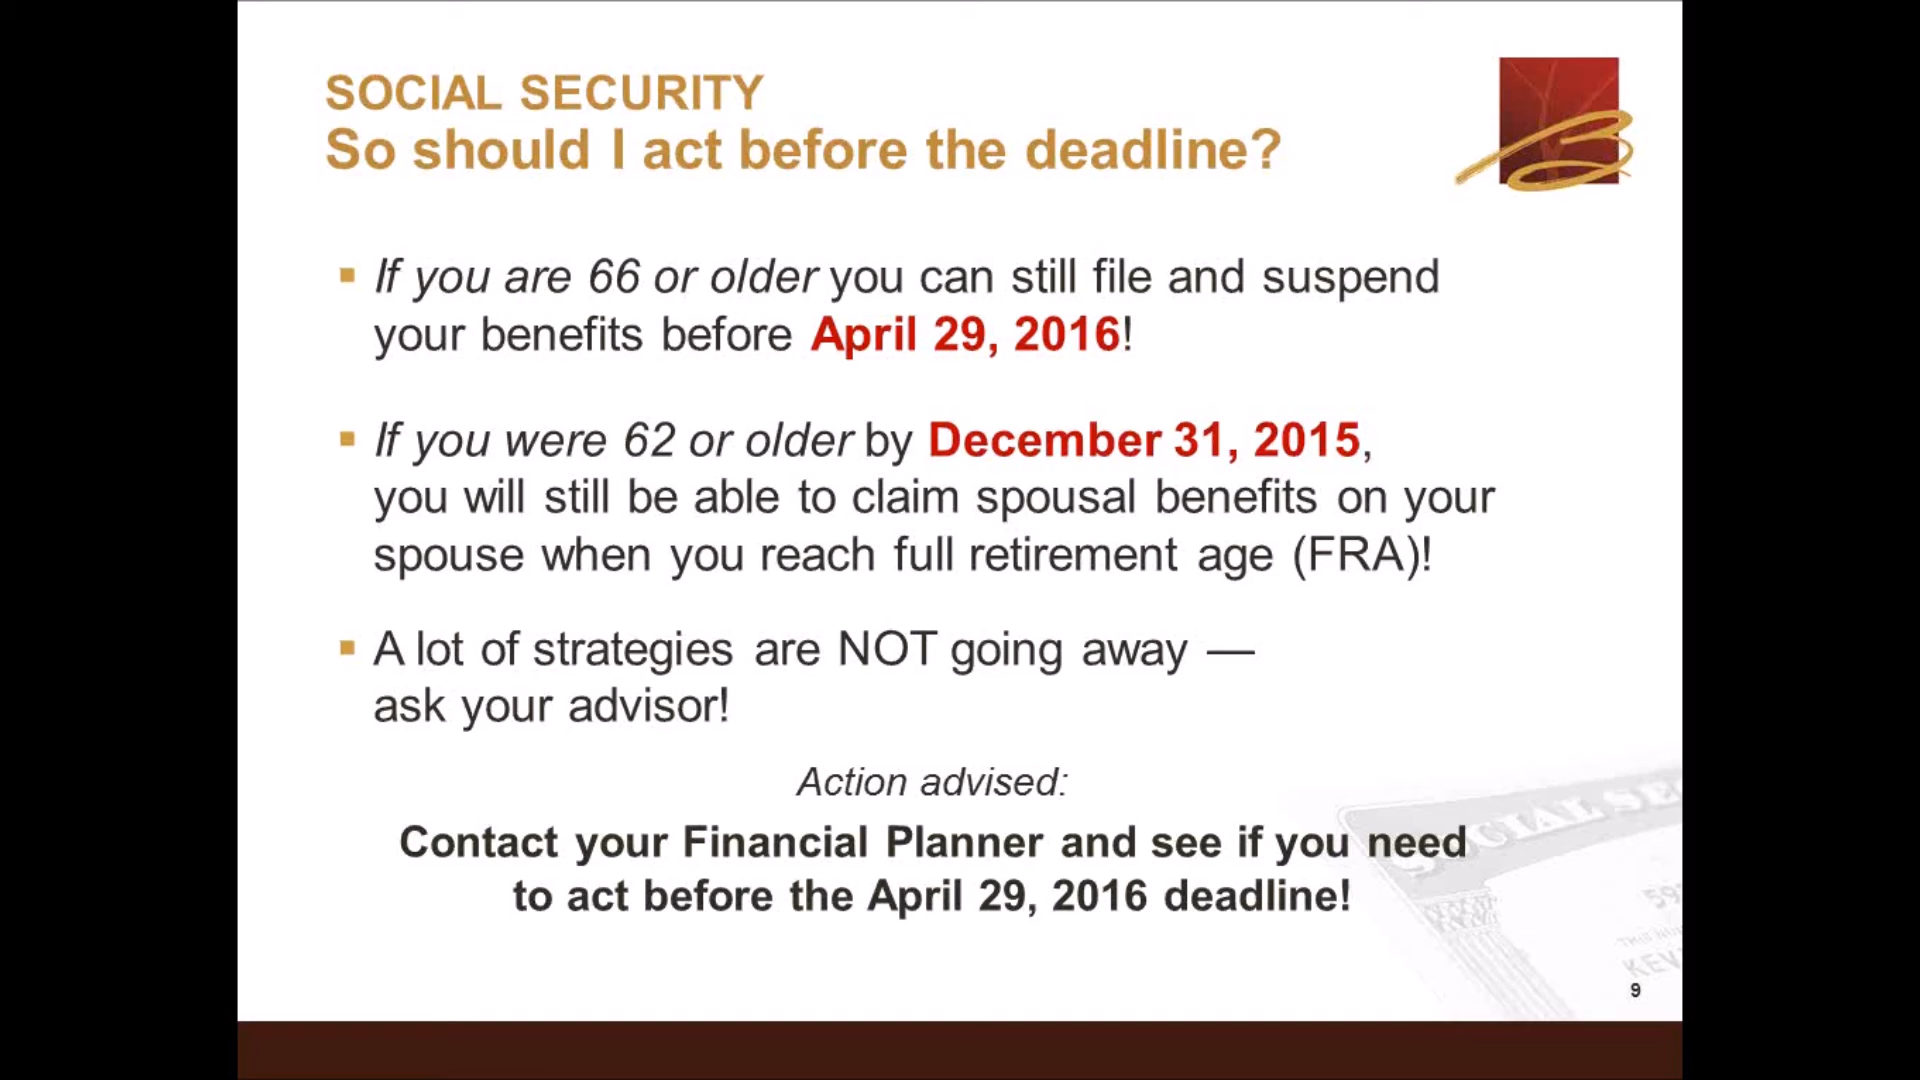 SOCIAL SECURITY
So should I act before the deadline?
▪ If you are 66 or older you can still file and suspend
your benefits before April 29, 2016!
▪ If you were 62 or older by December 31, 2015,
you will still be able to claim spousal benefits on your
spouse when you reach full retirement age (FRA)!
▪ A lot of strategies are NOT going away —
ask your advisor!
Action advised:
Contact your Financial Planner and see if you need
to act before the April 29, 2016 deadline!
SOCIAL SE
KEV
9